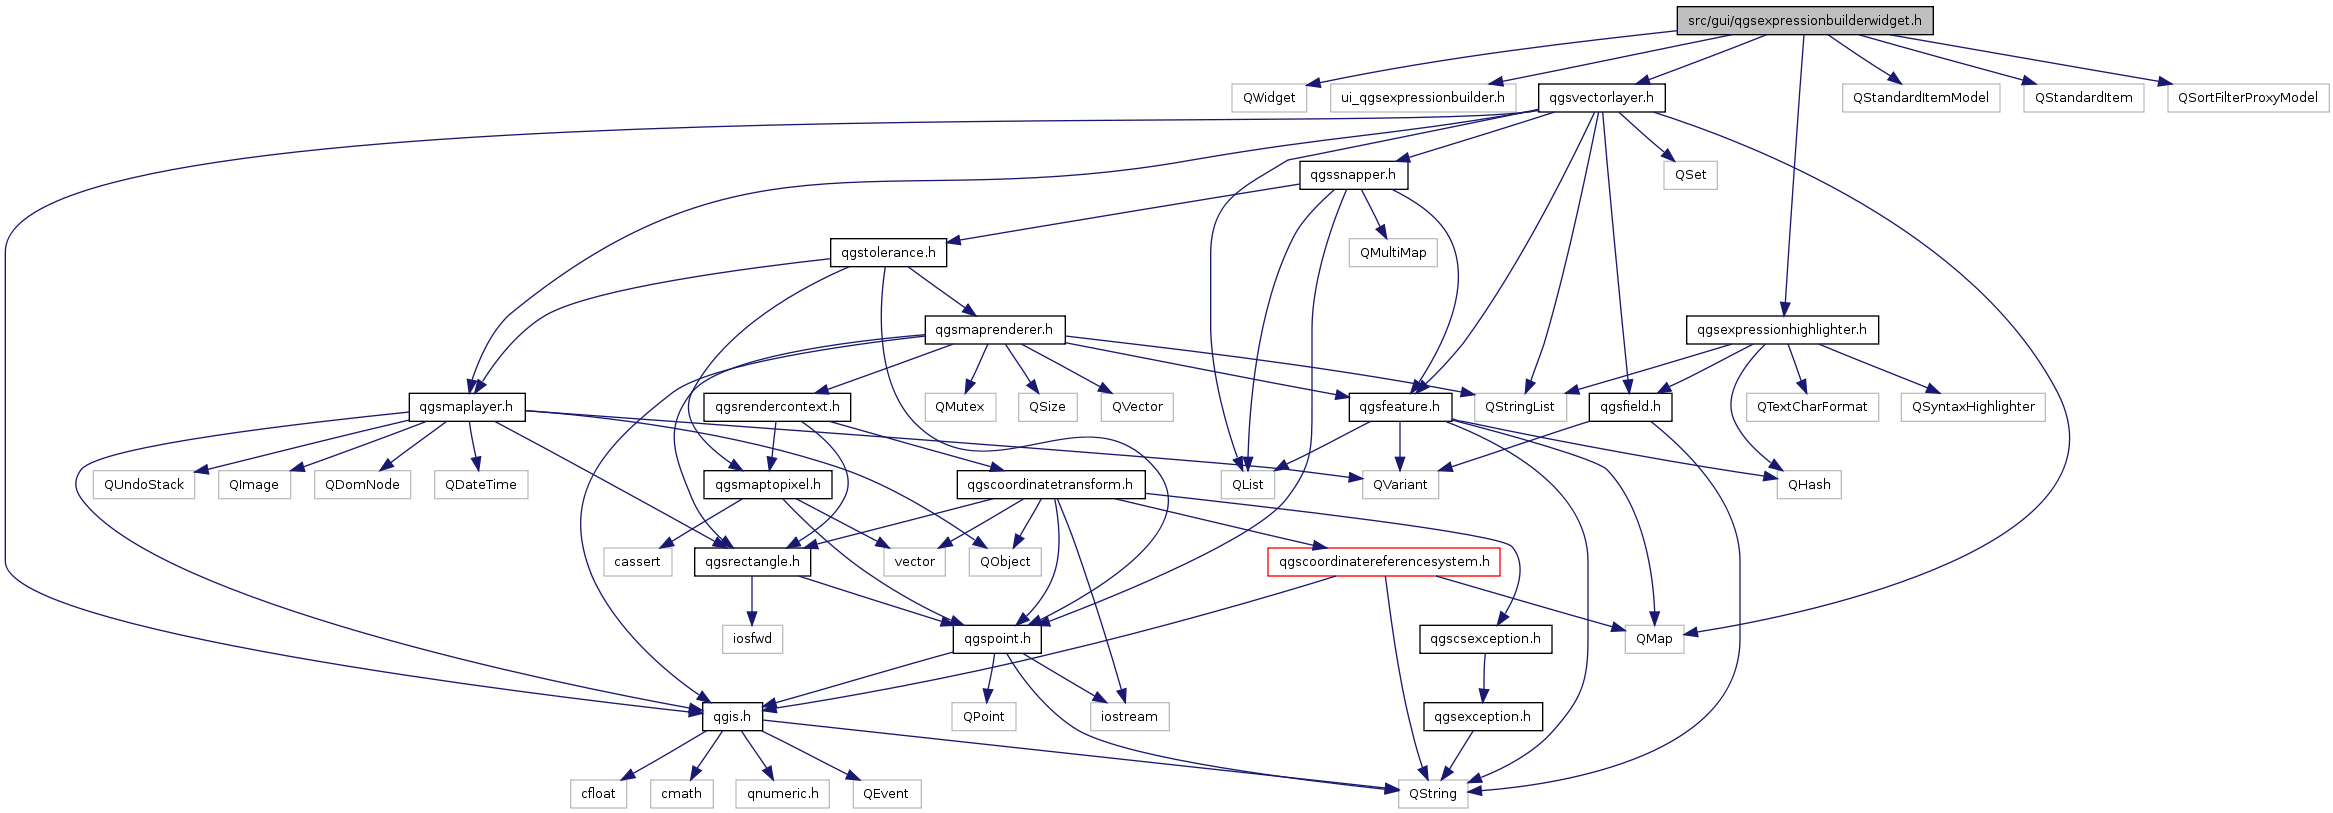 src/gui/qgsexpressionbuilderwidget.h
QWidget
ui_qgsexpressionbuilder.h
qgsvectorlayer.h
QStandardItemModel
QStandardItem
QSortFilterProxyModel
qgssnapper.h
QSet
qgstolerance.h
QMultiMap
qgsmaprenderer.h
qgsexpressionhighlighter.h
qgsmaplayer.h
qgsrendercontext.h
QMutex
QSize
QVector
qgsfeature.h
QStringList
qgsfield.h
QTextCharFormat
QSyntaxHighlighter
QUndoStack
QImage
QDomNode
QDateTime
qgsmaptopixel.h
qgscoordinatetransform.h
QList
QVariant
QHash
cassert
qgsrectangle.h
vector
QObject
qgscoordinatereferencesystem.h
iosfwd
qgspoint.h
qgscsexception.h
QMap
qgis.h
QPoint
iostream
qgsexception.h
cfloat
cmath
qnumeric.h
QEvent
QString